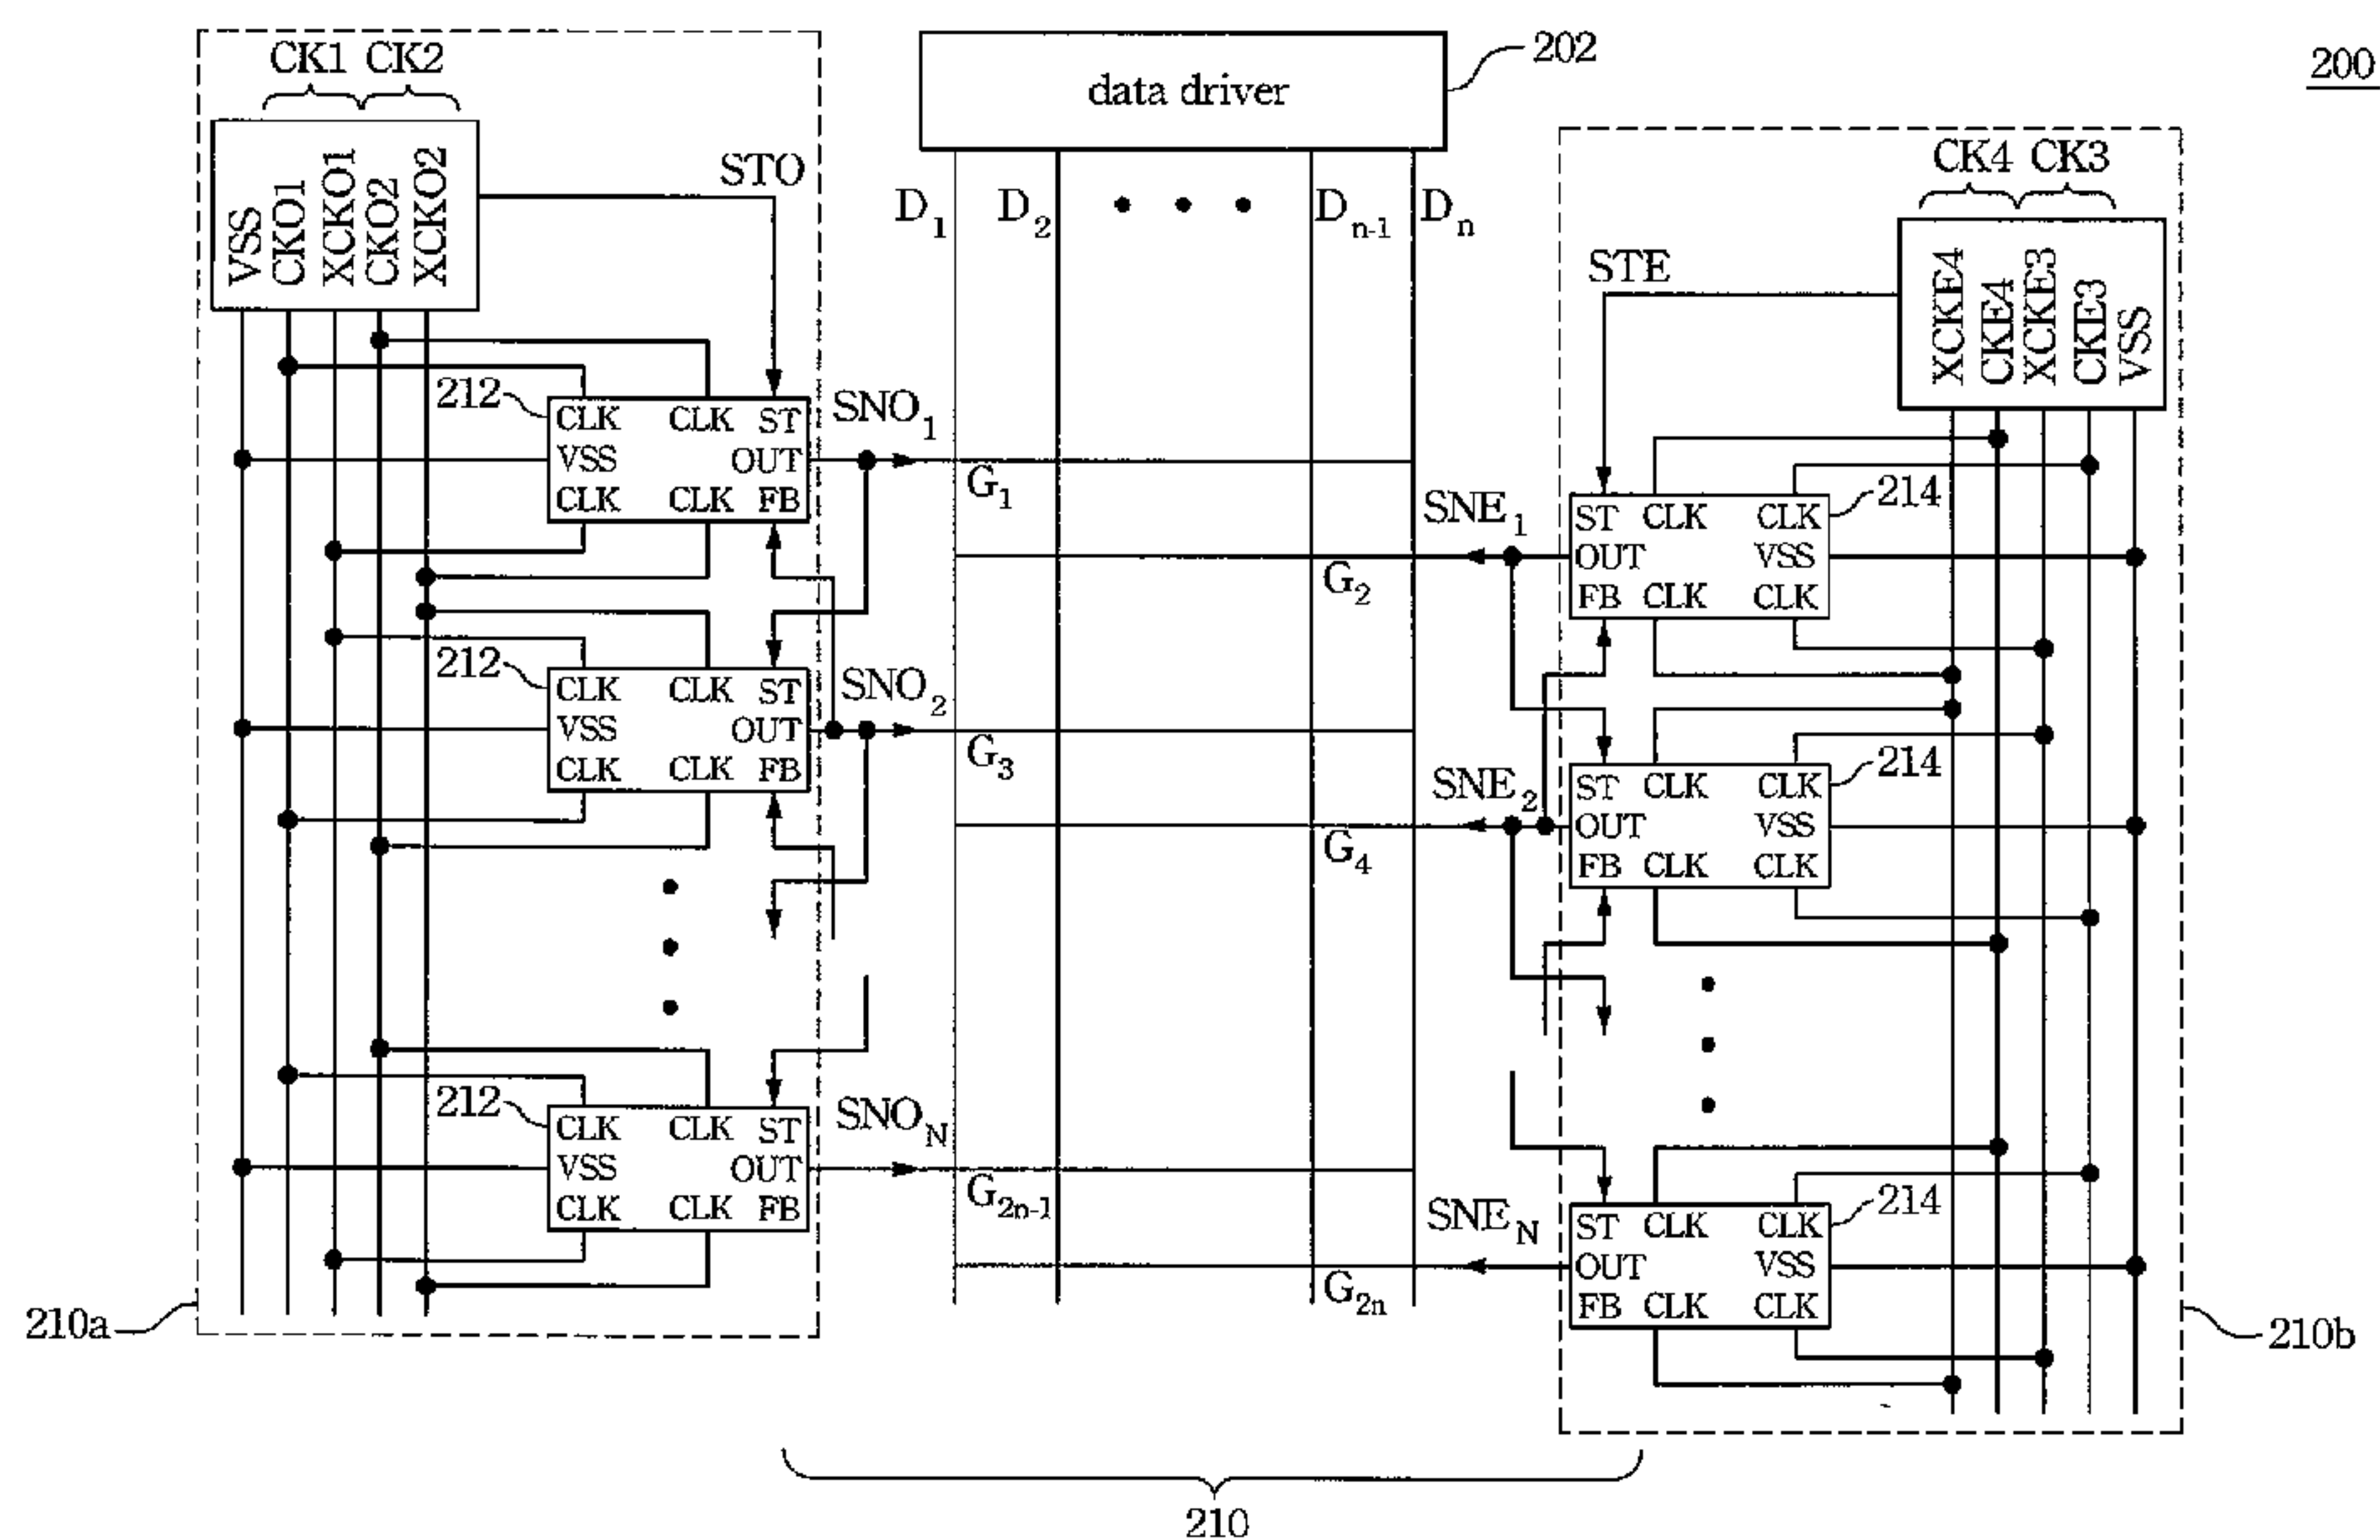 200
CK1 CK2
VSS
CKO1
XCKO1
CKO2
XCKO2
STO
data driver
202
D1
D2
Dn-1
Dn
CK4 CK3
XCKE4
CKE4
XCKE3
CKE3
VSS
STE
212
CLK CLK ST
VSS OUT
CLK CLK FB
SNO1
G1
SNE1
G2
214
ST CLK CLK
OUT VSS
FB CLK CLK
212
CLK CLK ST
VSS OUT
CLK CLK FB
SNO2
G3
SNE2
G4
214
ST CLK CLK
OUT VSS
FB CLK CLK
212
CLK CLK ST
VSS OUT
CLK CLK FB
SNON
G2n-1
SNEN
G2n
214
ST CLK CLK
OUT VSS
FB CLK CLK
210a
210b
210